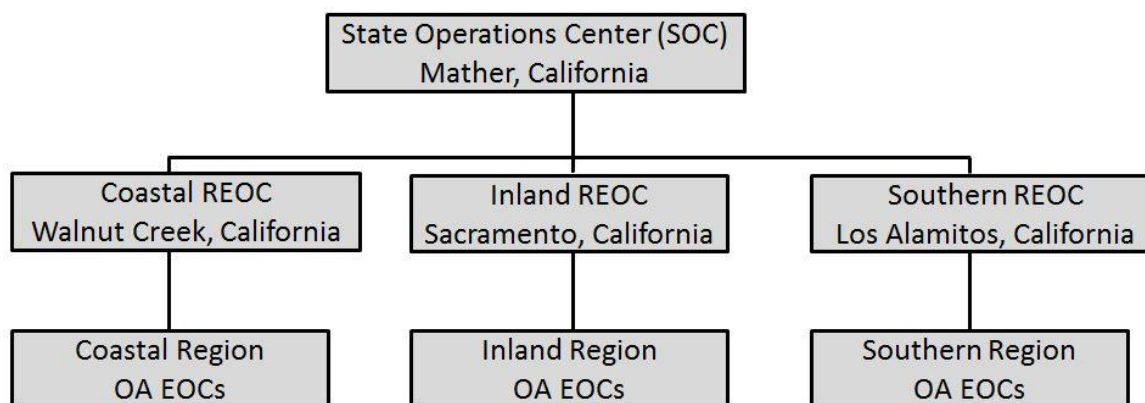 State Operations Center (SOC)
Mather, California
Coastal REOC
Walnut Creek, California
Inland REOC
Sacramento, California
Southern REOC
Los Alamitos, California
Coastal Region
OA EOCs
Inland Region
OA EOCs
Southern Region
OA EOCs